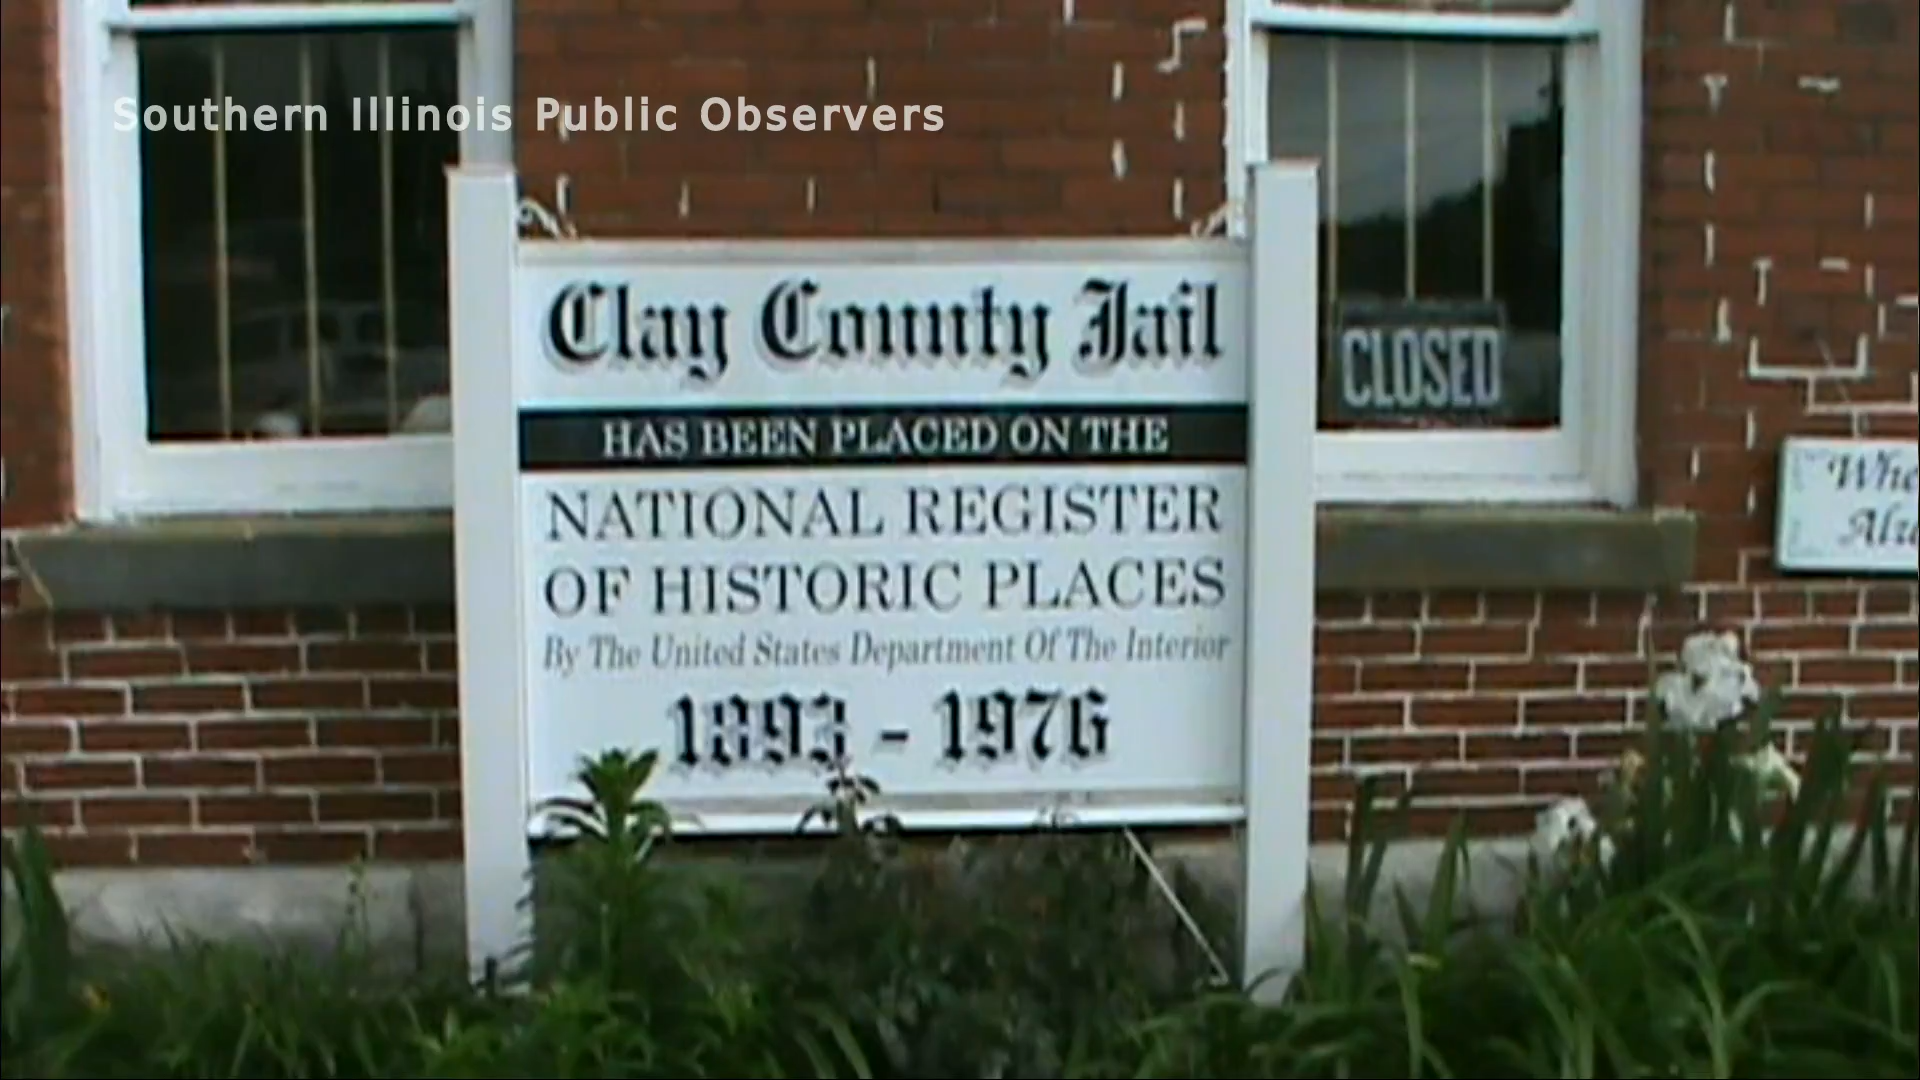 Southern Illinois Public Observers
Clay County Jail
HAS BEEN PLACED ON THE
NATIONAL REGISTER
OF HISTORIC PLACES
By The United States Department Of The Interior
1893 - 1976
CLOSED